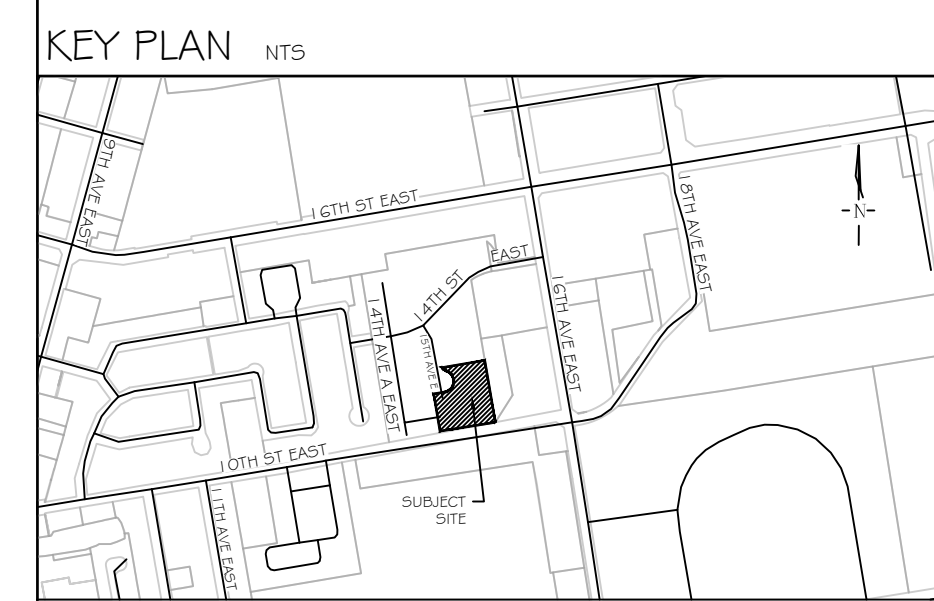 KEY PLAN NTS
9TH AVE EAST
16TH ST EAST
18TH AVE EAST
N
14TH ST EAST
16TH AVE EAST
14TH AVE A EAST
15TH AVE E
10TH ST EAST
11TH AVE EAST
SUBJECT
SITE